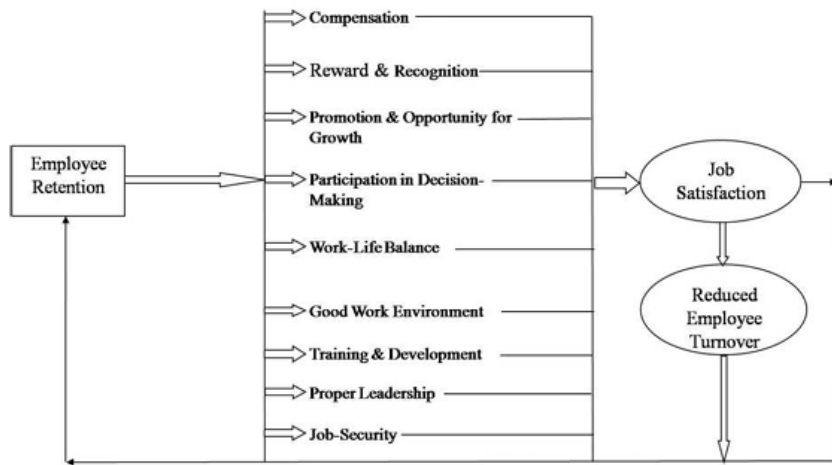 Employee
Retention
Compensation
Reward & Recognition
Promotion & Opportunity for
Growth
Participation in Decision-
Making
Work-Life Balance
Good Work Environment
Training & Development
Proper Leadership
Job-Security
Job
Satisfaction
Reduced
Employee
Turnover